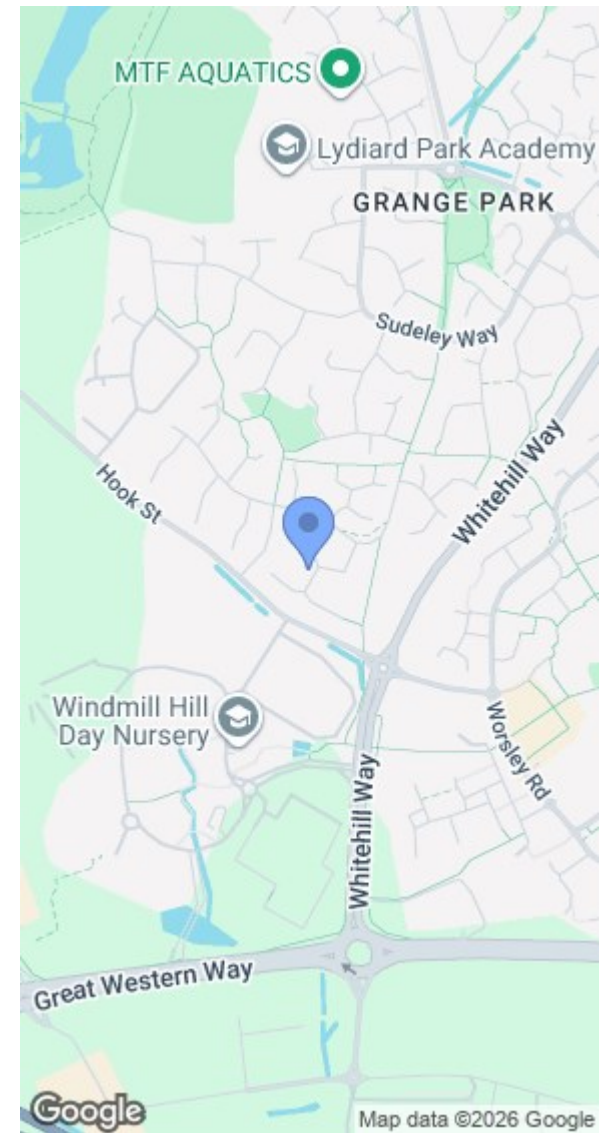 MTF AQUATICS
Lydiard Park Academy
GRANGE PARK
Sudeley Way
Whitehill Way
Hook St
Windmill Hill
Day Nursery
Worsley Rd
Whitehill Way
Great Western Way
Google
Map data ©2026 Google